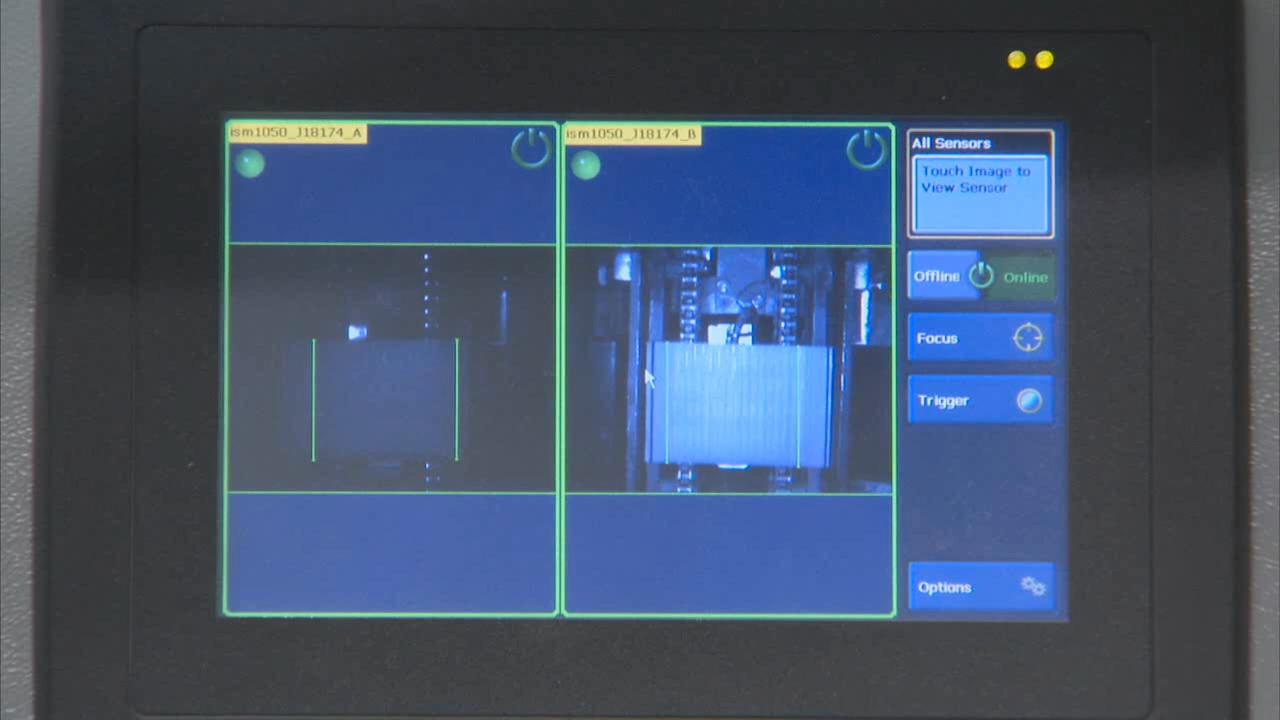 ism1050_J18174_A
ism1050_J18174_B
All Sensors
Touch Image to
View Sensor
Offline
Online
Focus
Trigger
Options